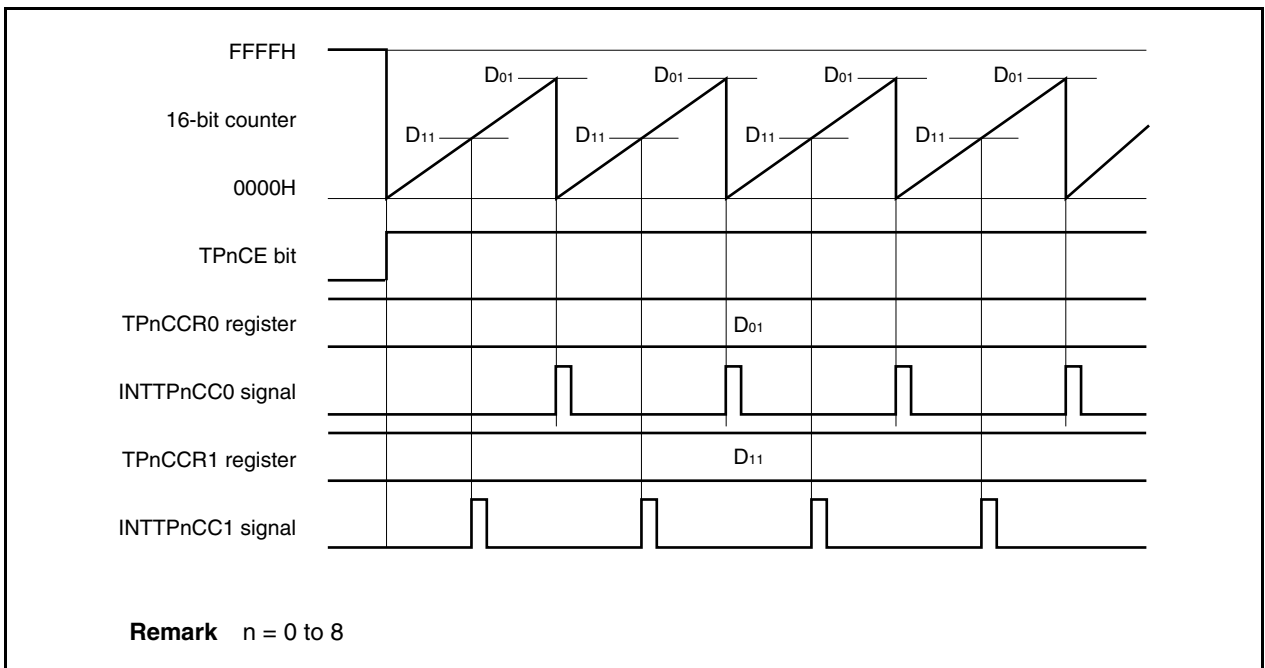 FFFFH
D01 D01 D01 D01
16-bit counter
D11 D11 D11 D11
0000H
TPnCE bit
TPnCCR0 register
D01
INTTPnCC0 signal
TPnCCR1 register
D11
INTTPnCC1 signal
Remark n = 0 to 8